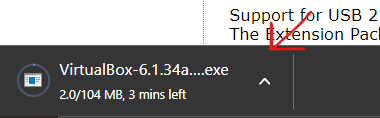 Support for USB 2
The Extension Pack
VirtualBox-6.1.34a....exe
2.0/104 MB, 3 mins left